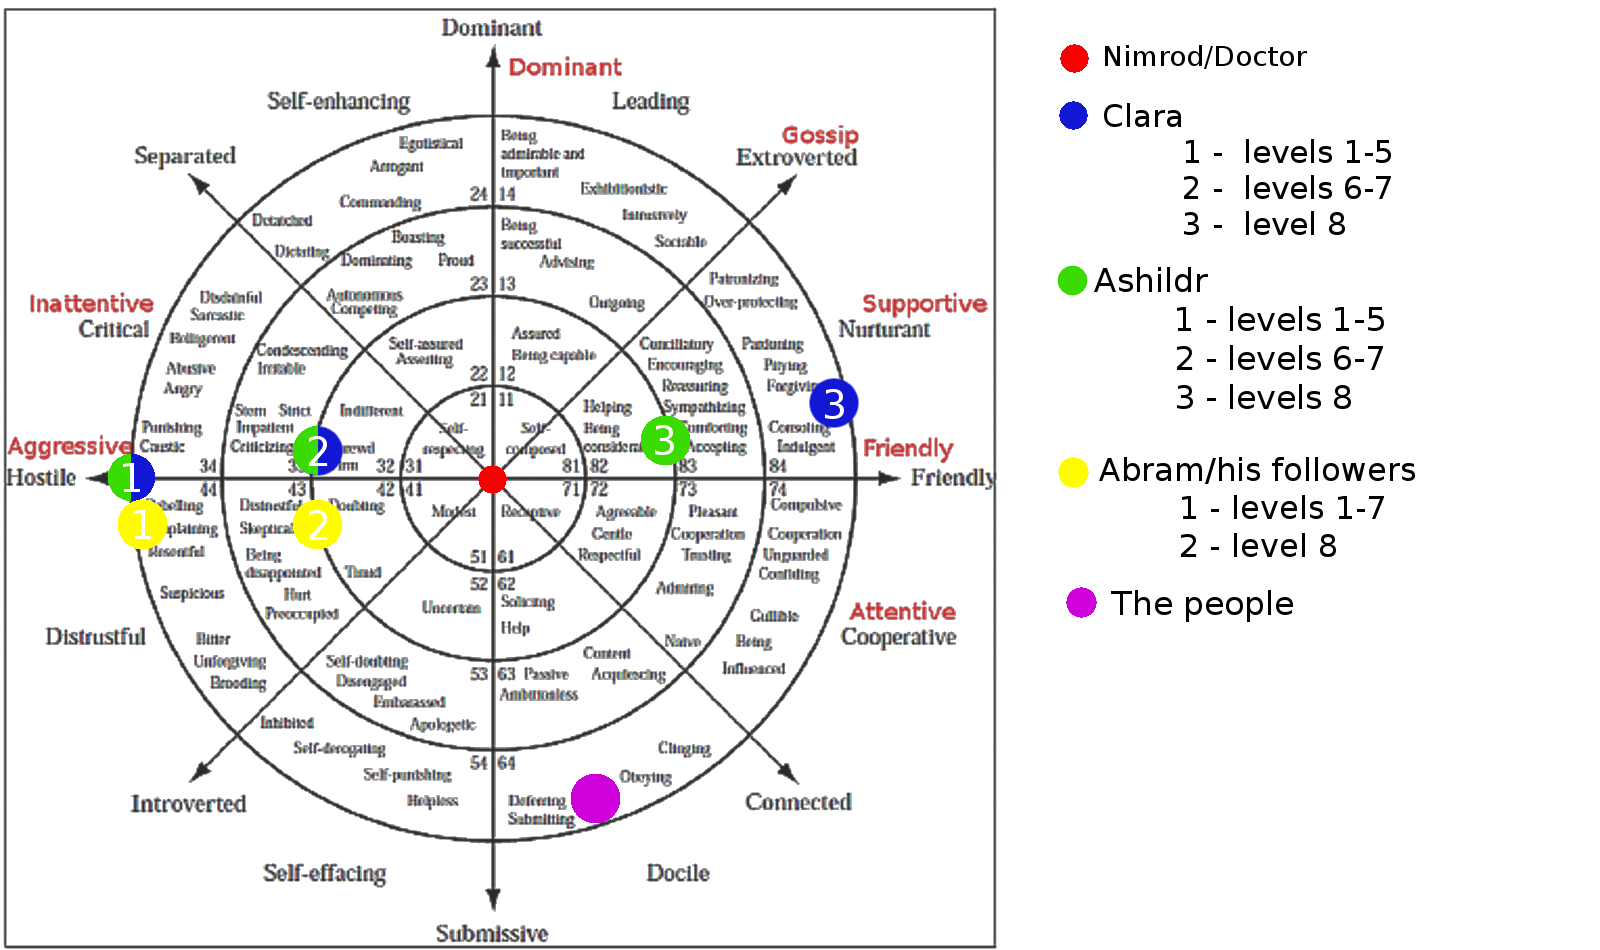 Dominant
Dominant
Self-enhancing
Leading
Gossip
Separated
Extroverted
Egotistical
Arrogant
Being
admirable and
important
Commanding
24
14
Exhibitionistic
Intrusively
Sociable
Detatched
Dictating
Boasting
Dominating
Proud
Being
successful
Advising
23
13
Patronizing
Over-protecting
Inattentive
Critical
Supportive
Nurturant
Disdainful
Sarcastic
Belligerent
Autonomous
Competing
Outgoing
Condescending
Irritable
Self-assured
Asserting
Assured
Being capable
Conciliatory
Encouraging
Reassuring
Sympathizing
Accepting
Pardoning
Pitying
Abusive
Angry
22
12
21
11
Stern Strict
Impatient
Criticizing
Indifferent
Helping
Being
3
Punishing
Caustic
Self-
respecting
Self-
composed
Consoling
Indulgent
2
3
Aggressive
Hostile
Friendly
Friendly
34
32
31
81
82
83
84
1
44
43
42
41
71
72
73
74
1
2
Resentful
Distrustful
Skeptical
Being
disappointed
Hurt
Preoccupied
Timid
Modest
Receptive
Agreeable
Gentle
Respectful
Pleasant
Cooperation
Trusting
Admiring
Compulsive
Cooperation
Unguarded
Confiding
Suspicious
51
61
52
62
Uncertain
Soliciting
Help
Gullible
Being
Influenced
Attentive
Cooperative
Distrustful
Bitter
Unforgiving
Brooding
Self-doubting
Disengaged
Embarassed
Apologetic
53
63
Passive
Ambitionless
Content
Acquiescing
Naive
Inhibited
Self-derogating
Self-punishing
Helpless
54
64
Clinging
Obeying
Deferring
Submitting
Introverted
Connected
Self-effacing
Docile
Submissive
Nimrod/Doctor
Clara
1 - levels 1-5
2 - levels 6-7
3 - level 8
Ashildr
1 - levels 1-5
2 - levels 6-7
3 - levels 8
Abram/his followers
1 - levels 1-7
2 - level 8
The people